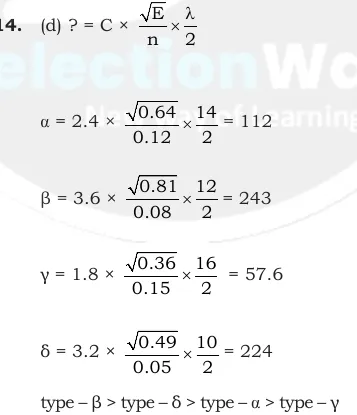 14. (d) ? = C × √E/n × λ/2
α = 2.4 × √0.64/0.12 × 14/2 = 112
β = 3.6 × √0.81/0.08 × 12/2 = 243
γ = 1.8 × √0.36/0.15 × 16/2 = 57.6
δ = 3.2 × √0.49/0.05 × 10/2 = 224
type – β > type – δ > type – α > type – γ